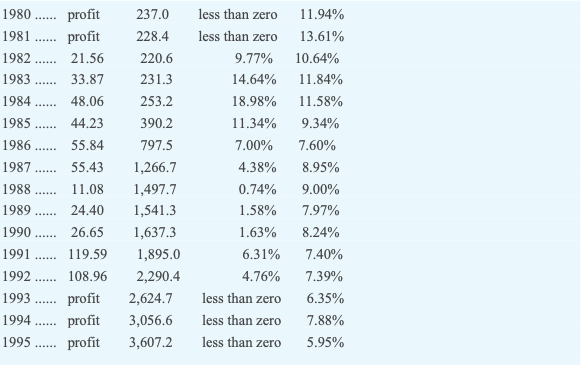 1980 ...... profit 237.0 less than zero 11.94%
1981 ...... profit 228.4 less than zero 13.61%
1982 ...... 21.56 220.6 9.77% 10.64%
1983 ...... 33.87 231.3 14.64% 11.84%
1984 ...... 48.06 253.2 18.98% 11.58%
1985 ...... 44.23 390.2 11.34% 9.34%
1986 ...... 55.84 797.5 7.00% 7.60%
1987 ...... 55.43 1,266.7 4.38% 8.95%
1988 ...... 11.08 1,497.7 0.74% 9.00%
1989 ...... 24.40 1,541.3 1.58% 7.97%
1990 ...... 26.65 1,637.3 1.63% 8.24%
1991 ...... 119.59 1,895.0 6.31% 7.40%
1992 ...... 108.96 2,290.4 4.76% 7.39%
1993 ...... profit 2,624.7 less than zero 6.35%
1994 ...... profit 3,056.6 less than zero 7.88%
1995 ...... profit 3,607.2 less than zero 5.95%